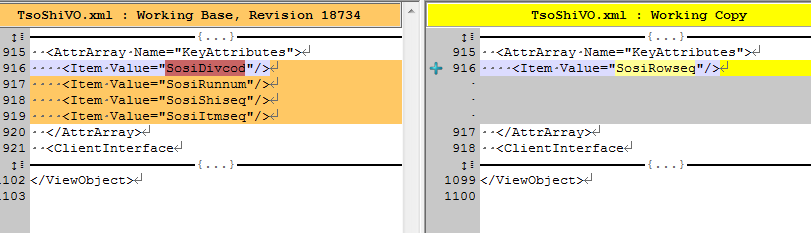 TsoShiVO.xml : Working Base, Revision 18734
{...}
915 <AttrArray Name="KeyAttributes">
916 <Item Value="SosiDivcod"/>
917 <Item Value="SosiRunnum"/>
918 <Item Value="SosiShiseq"/>
919 <Item Value="SosiItmseq"/>
920 </AttrArray>
921 <ClientInterface
{...}
1102 </ViewObject>
1103
TsoShiVO.xml : Working Copy
{...}
915 <AttrArray Name="KeyAttributes">
916 <Item Value="SosiRowseq"/>
917 </AttrArray>
918 <ClientInterface
{...}
1099 </ViewObject>
1100